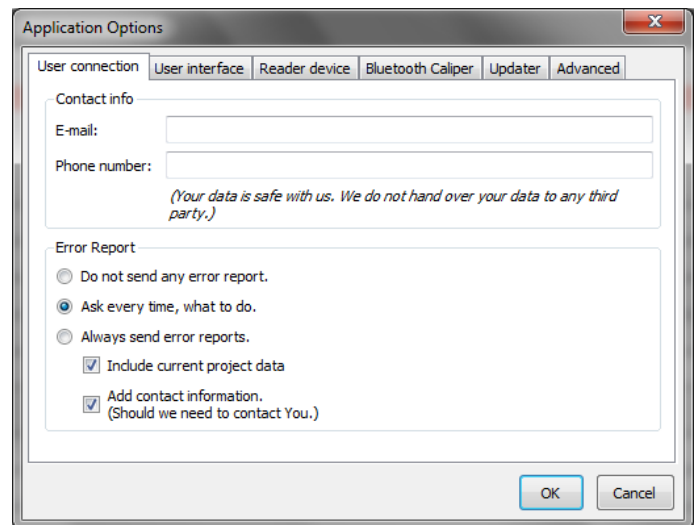 Application Options
User connection User interface Reader device Bluetooth Caliper Updater Advanced
Contact info
E-mail:
Phone number:
(Your data is safe with us. We do not hand over your data to any third
party.)
Error Report
Do not send any error report.
Ask every time, what to do.
Always send error reports.
Include current project data
Add contact information.
(Should we need to contact You.)
OK Cancel